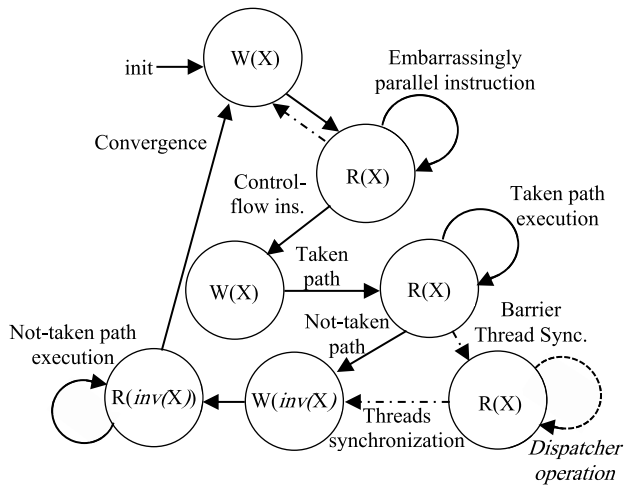 init
W(X)
Embarrassingly
parallel instruction
Convergence
R(X)
Control-
flow ins.
Taken path
execution
W(X)
Taken
path
R(X)
Not-taken path
execution
Not-taken
path
Barrier
Thread Sync.
R(inv(X))
W(inv(X)
R(X)
Threads
synchronization
Dispatcher
operation